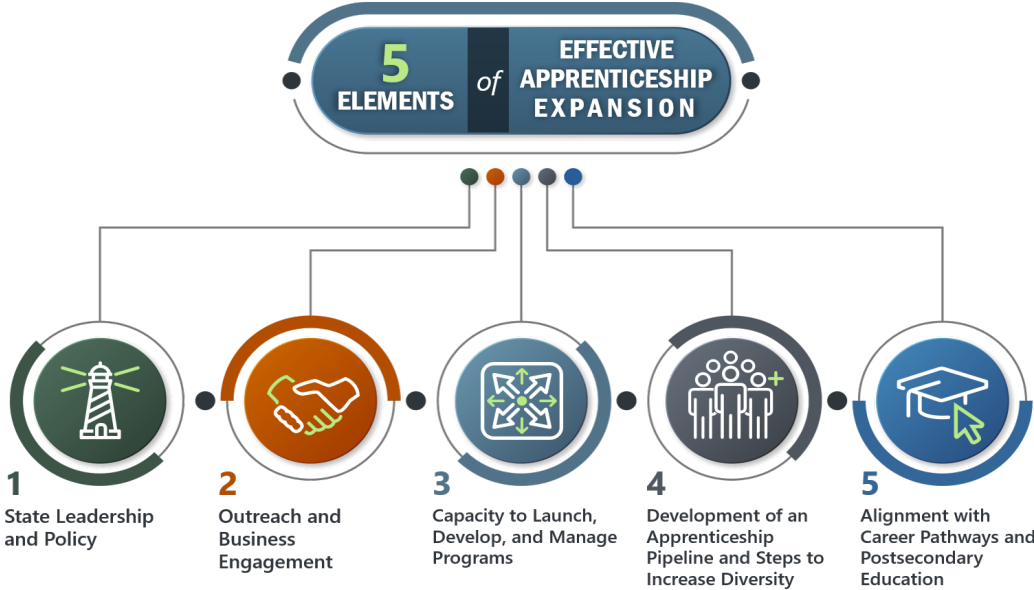 5
ELEMENTS
of
EFFECTIVE
APPRENTICESHIP
EXPANSION
1
State Leadership
and Policy
2
Outreach and
Business
Engagement
3
Capacity to Launch,
Develop, and Manage
Programs
4
Development of an
Apprenticeship
Pipeline and Steps to
Increase Diversity
5
Alignment with
Career Pathways and
Postsecondary
Education